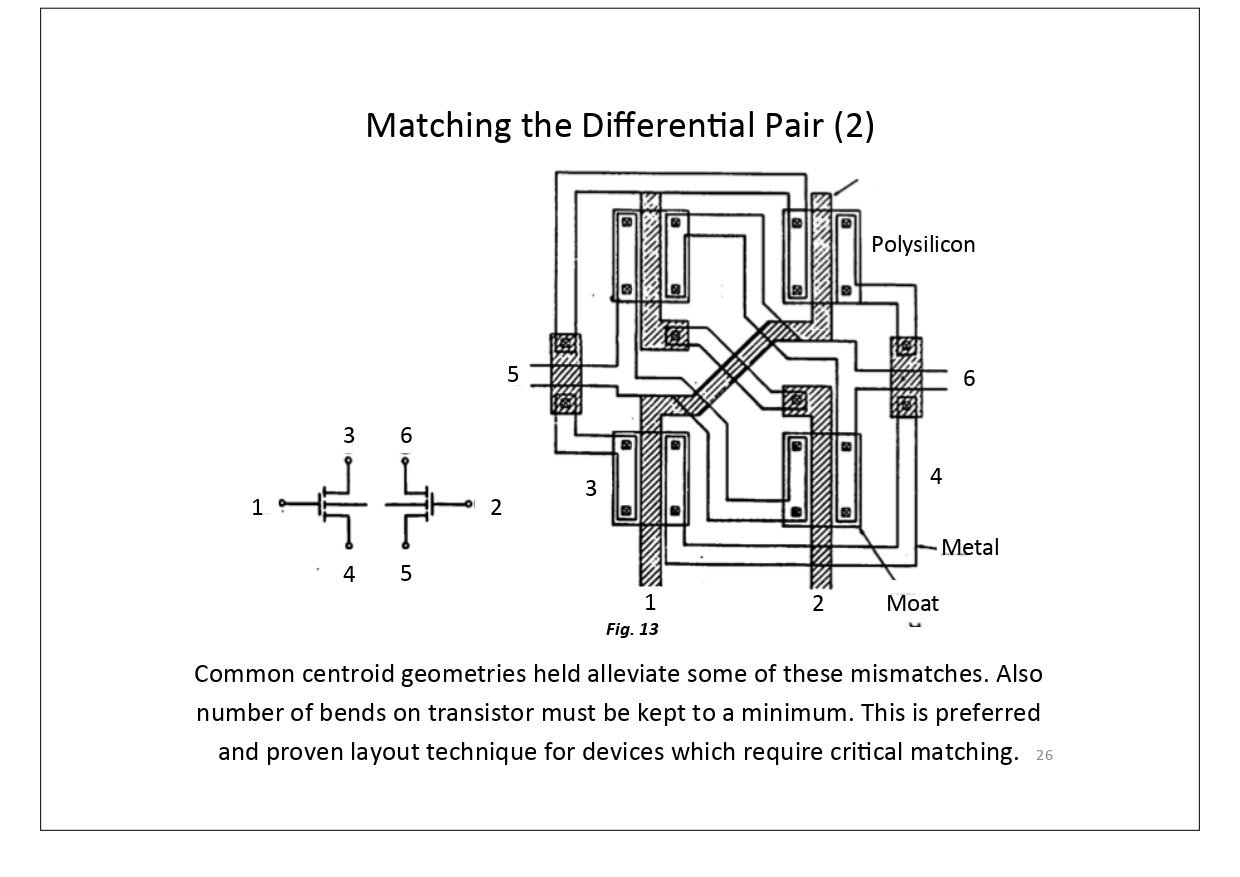 Matching the Differential Pair (2)
Polysilicon
5
6
3 6
3
4
1
2
Metal
4 5
1
2
Moat
Fig. 13
Common centroid geometries held alleviate some of these mismatches. Also
number of bends on transistor must be kept to a minimum. This is preferred
and proven layout technique for devices which require critical matching. 26